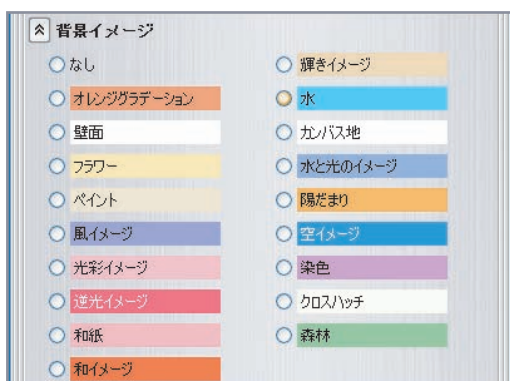 背景イメージ
なし
オレンジグラデーション
壁面
フラワー
ペイント
風イメージ
光彩イメージ
逆光イメージ
和紙
和イメージ
輝きイメージ
水
カンバス地
水と光のイメージ
陽だまり
空イメージ
染色
クロスハッチ
森林